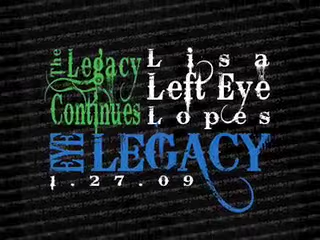 The Legacy
Continues
Lisa
Left Eye
Lopes
EYE LEGACY
1.27.09